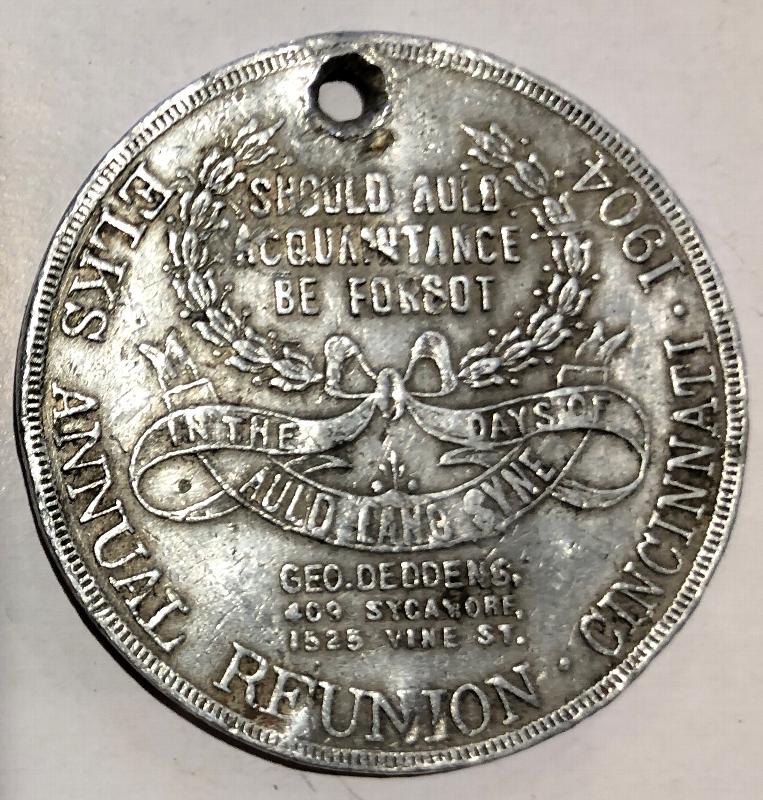 ELKS ANNUAL REUNION · CINCINNATI · 1904
SHOULD AULD
ACQUAINTANCE
BE FORGOT
IN THE DAYS OF
AULD LANG SYNE
GEO. DEDDENS,
409 SYCAMORE,
1525 VINE ST.